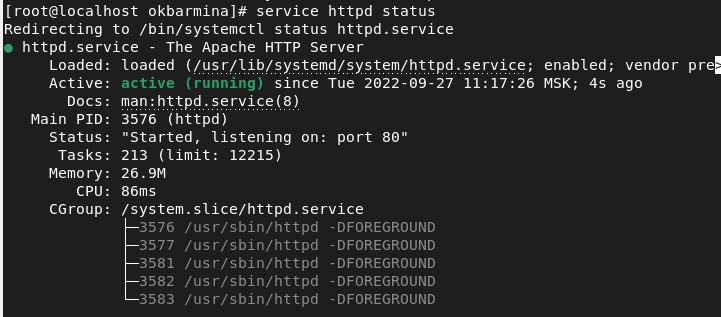 [root@localhost okbarmina]# service httpd status
Redirecting to /bin/systemctl status httpd.service
● httpd.service - The Apache HTTP Server
     Loaded: loaded (/usr/lib/systemd/system/httpd.service; enabled; vendor pre>
     Active: active (running) since Tue 2022-09-27 11:17:26 MSK; 4s ago
       Docs: man:httpd.service(8)
   Main PID: 3576 (httpd)
     Status: "Started, listening on: port 80"
      Tasks: 213 (limit: 12215)
     Memory: 26.9M
        CPU: 86ms
     CGroup: /system.slice/httpd.service
             ├─3576 /usr/sbin/httpd -DFOREGROUND
             ├─3577 /usr/sbin/httpd -DFOREGROUND
             ├─3581 /usr/sbin/httpd -DFOREGROUND
             ├─3582 /usr/sbin/httpd -DFOREGROUND
             └─3583 /usr/sbin/httpd -DFOREGROUND